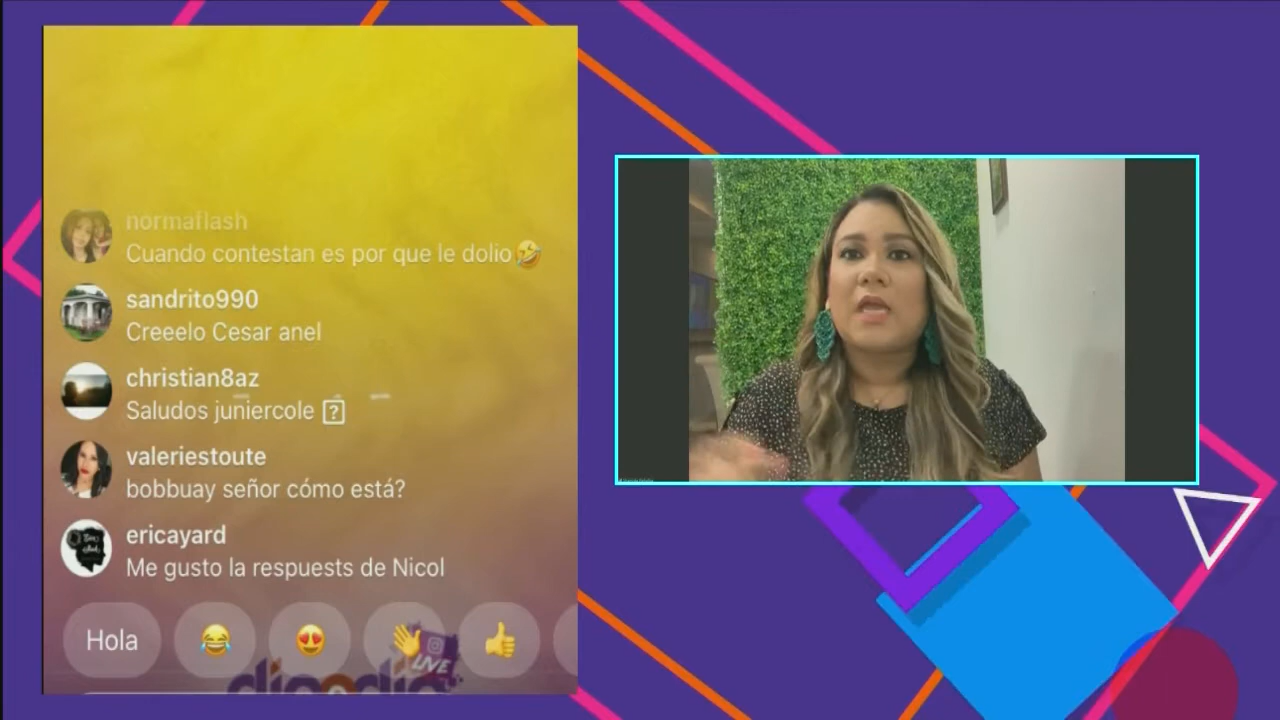 normaflash
Cuando contestan es por que le dolio🤣
sandrito990
Creeelo Cesar anel
christian8az
Saludos juniercole
valeriestoute
bobbuay señor cómo está?
ericayard
Me gusto la respuests de Nicol
Hola
LIVE